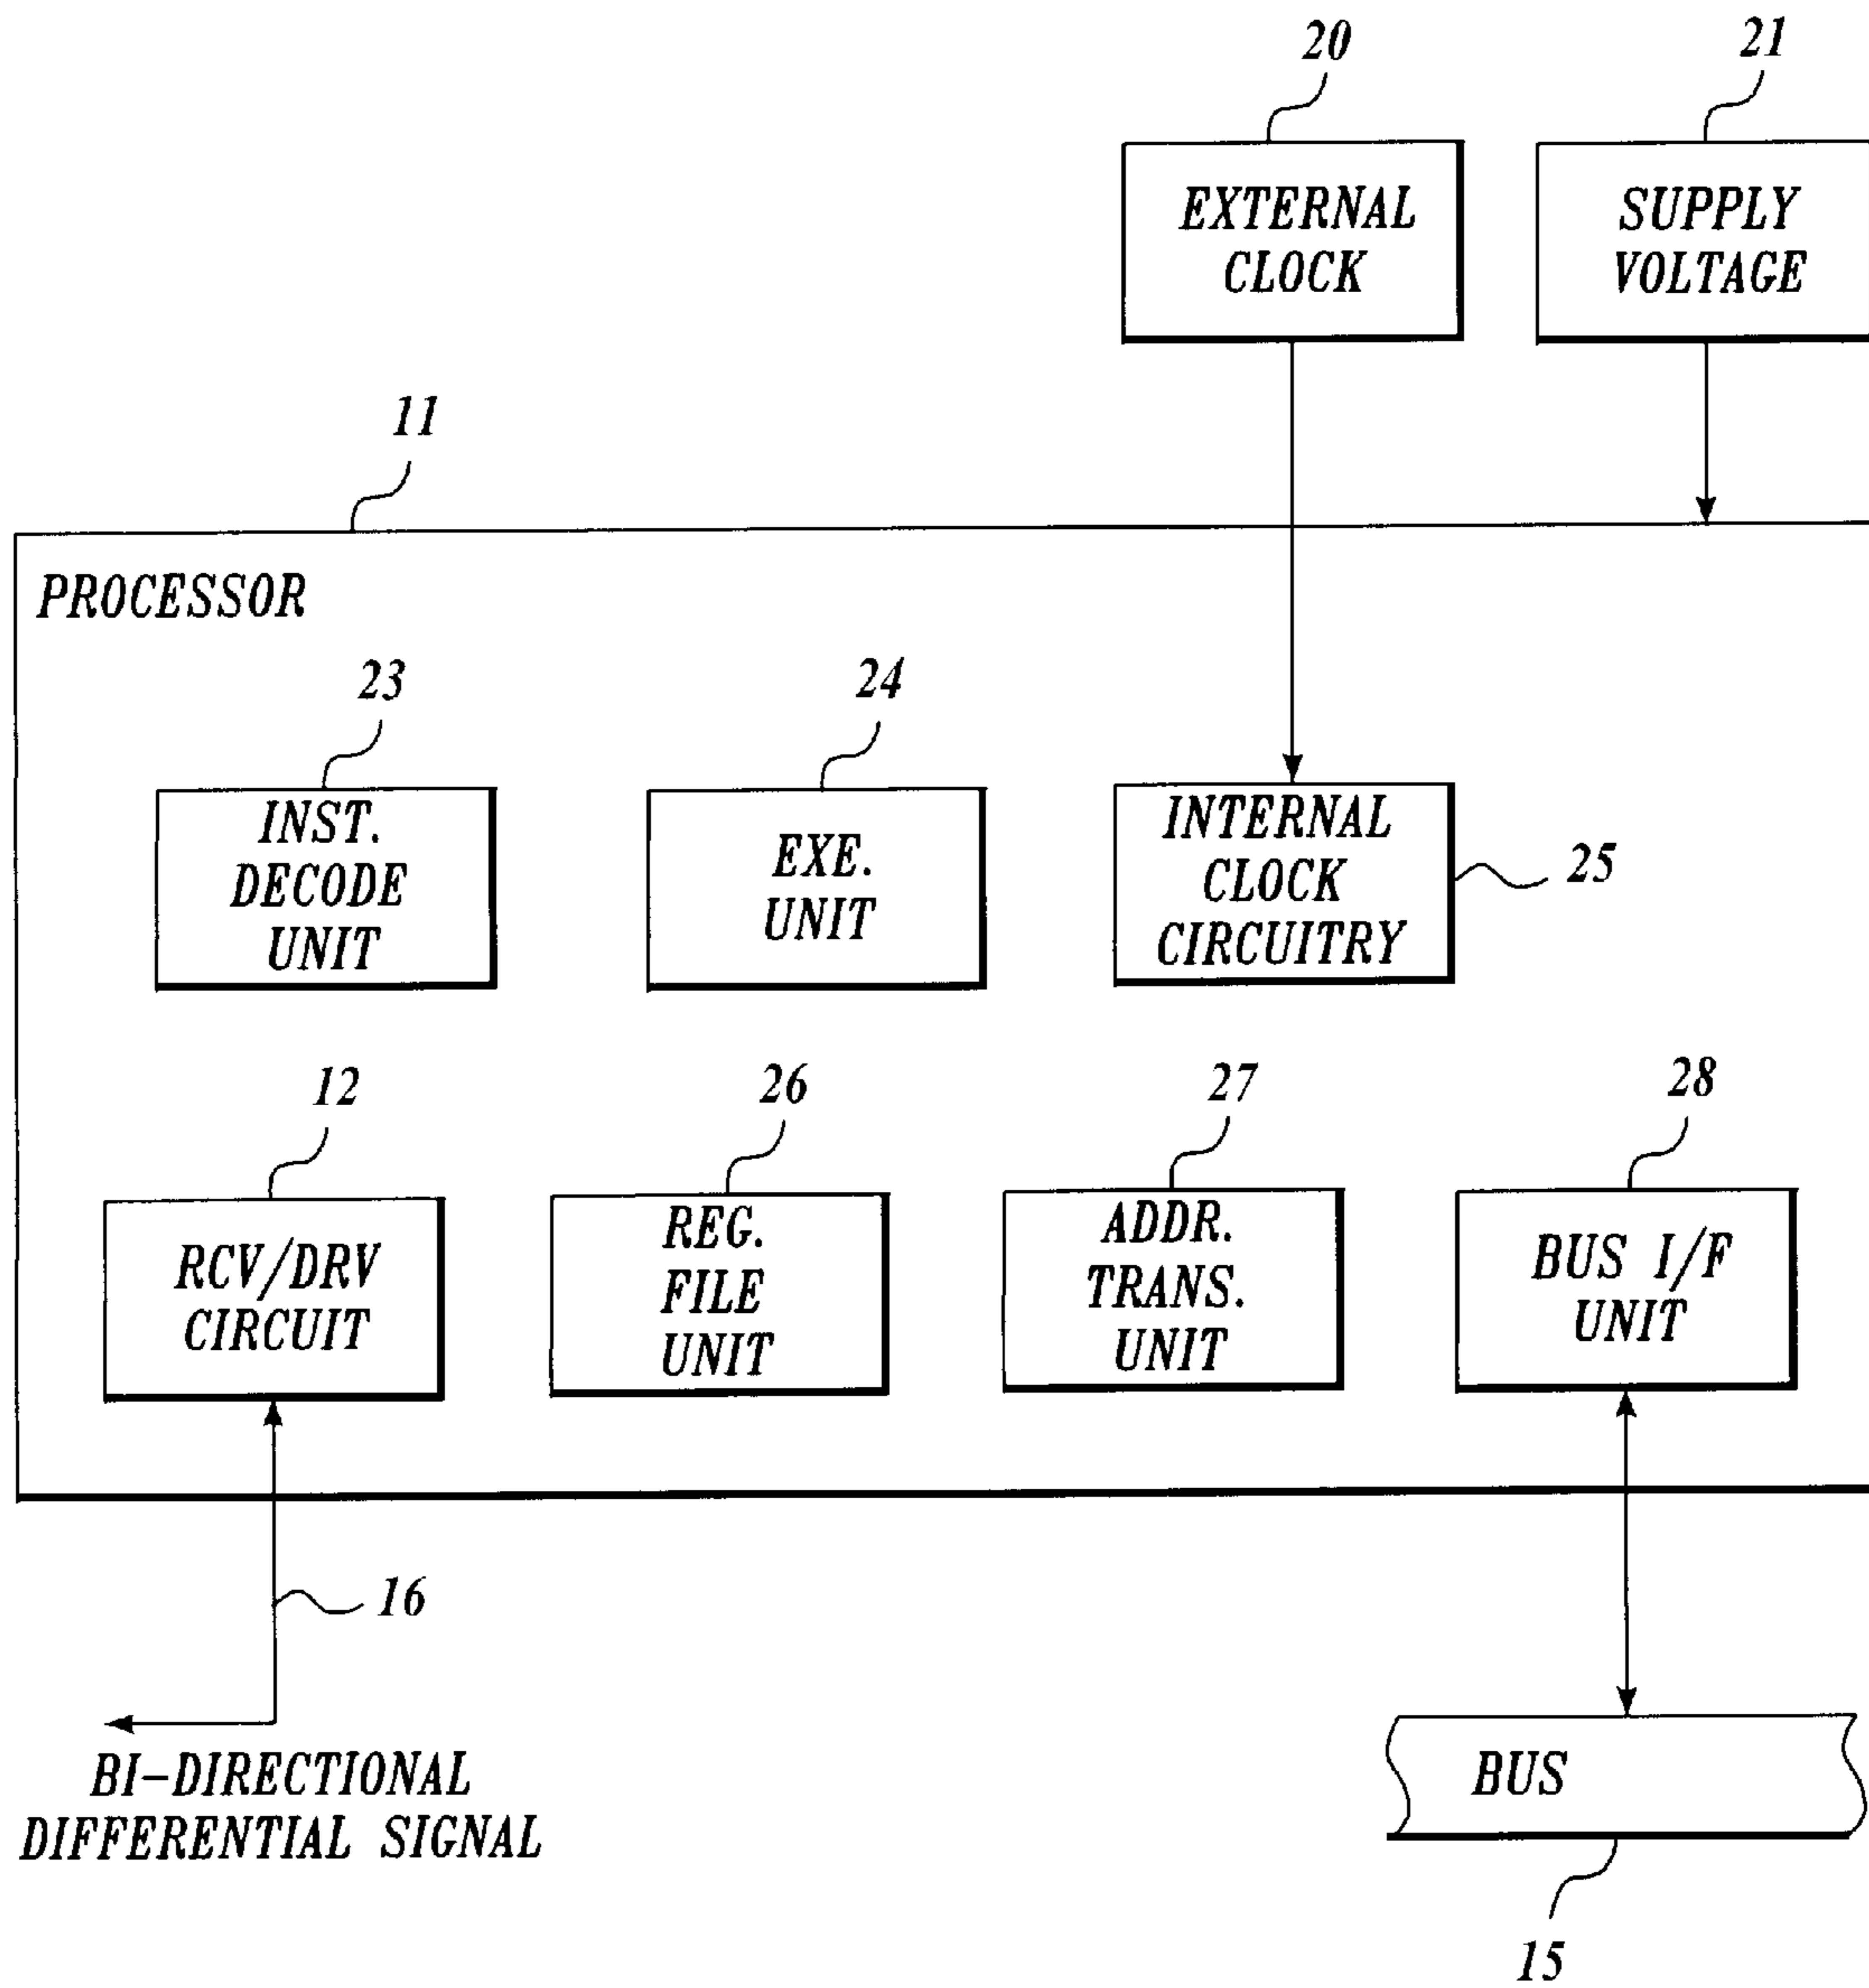 20
21
EXTERNAL
CLOCK
SUPPLY
VOLTAGE
11
PROCESSOR
23
24
INST.
DECODE
UNIT
EXE.
UNIT
INTERNAL
CLOCK
CIRCUITRY
25
12
26
27
28
RCV/DRV
CIRCUIT
REG.
FILE
UNIT
ADDR.
TRANS.
UNIT
BUS I/F
UNIT
16
BI-DIRECTIONAL
DIFFERENTIAL SIGNAL
BUS
15